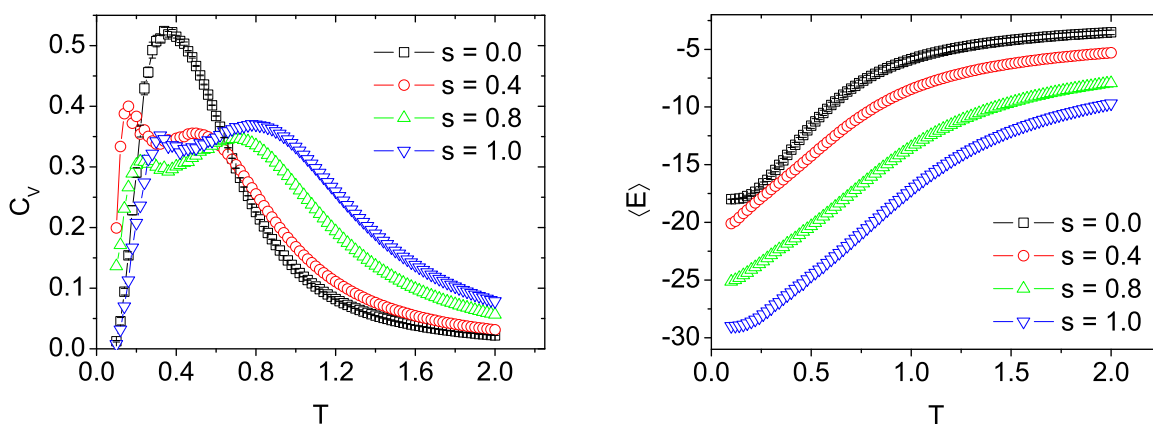 0.5
0.4
0.3
0.2
0.1
0.0
C_V
0.0 0.4 0.8 1.2 1.6 2.0
T
s = 0.0
s = 0.4
s = 0.8
s = 1.0
-5
-10
-15
-20
-25
-30
⟨E⟩
0.0 0.5 1.0 1.5 2.0
T
s = 0.0
s = 0.4
s = 0.8
s = 1.0